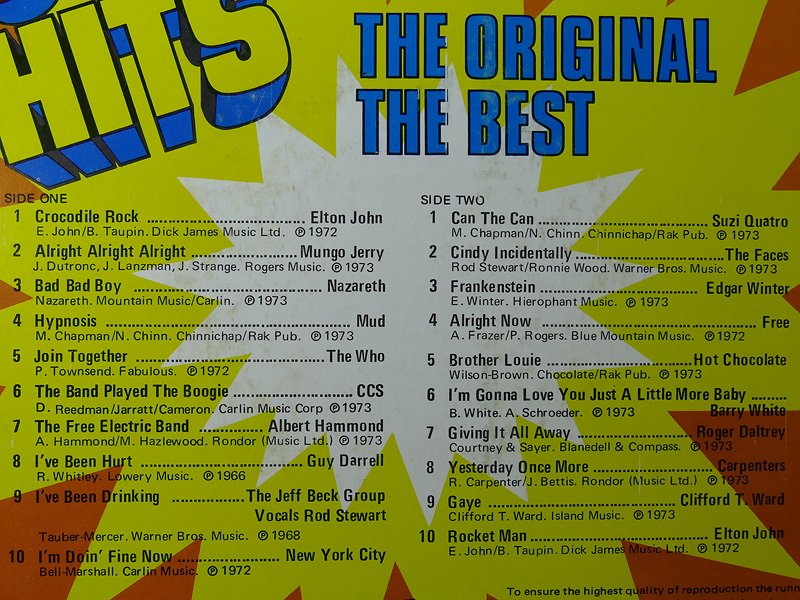 HITS
THE ORIGINAL
THE BEST
SIDE ONE
1 Crocodile Rock ........................................ Elton John
E. John/B. Taupin. Dick James Music Ltd. ℗ 1972
2 Alright Alright Alright ........................... Mungo Jerry
J. Dutronc, J. Lanzman, J. Strange. Rogers Music. ℗ 1973
3 Bad Bad Boy ................................................ Nazareth
Nazareth. Mountain Music/Carlin. ℗ 1973
4 Hypnosis ........................................................ Mud
M. Chapman/N. Chinn. Chinnichap/Rak Pub. ℗ 1973
5 Join Together ................................................ The Who
P. Townsend. Fabulous. ℗ 1972
6 The Band Played The Boogie ............................... CCS
D. Reedman/Jarratt/Cameron. Carlin Music Corp ℗ 1973
7 The Free Electric Band ................. Albert Hammond
A. Hammond/M. Hazlewood. Rondor (Music Ltd.) ℗ 1973
8 I've Been Hurt ........................................ Guy Darrell
R. Whitley. Lowery Music. ℗ 1966
9 I've Been Drinking .................. The Jeff Beck Group
Vocals Rod Stewart
Tauber-Mercer. Warner Bros. Music. ℗ 1968
10 I'm Doin' Fine Now ........................... New York City
Bell-Marshall. Carlin Music. ℗ 1972
SIDE TWO
1 Can The Can ........................................... Suzi Quatro
M. Chapman/N. Chinn. Chinnichap/Rak Pub. ℗ 1973
2 Cindy Incidentally ...................................... The Faces
Rod Stewart/Ronnie Wood. Warner Bros. Music. ℗ 1973
3 Frankenstein .......................................... Edgar Winter
E. Winter. Hierophant Music. ℗ 1973
4 Alright Now ...................................................... Free
A. Frazer/P. Rogers. Blue Mountain Music. ℗ 1972
5 Brother Louie ...................................... Hot Chocolate
Wilson-Brown. Chocolate/Rak Pub. ℗ 1973
6 I'm Gonna Love You Just A Little More Baby .........
B. White. A. Schroeder. ℗ 1973 Barry White
7 Giving It All Away ............................... Roger Daltrey
Courtney & Sayer. Blanedell & Compass. ℗ 1973
8 Yesterday Once More ............................... Carpenters
R. Carpenter/J. Bettis. Rondor (Music Ltd.) ℗ 1973
9 Gaye ................................................ Clifford T. Ward
Clifford T. Ward. Island Music. ℗ 1973
10 Rocket Man ............................................. Elton John
E. John/B. Taupin. Dick James Music Ltd. ℗ 1972
To ensure the highest quality of reproduction the runn